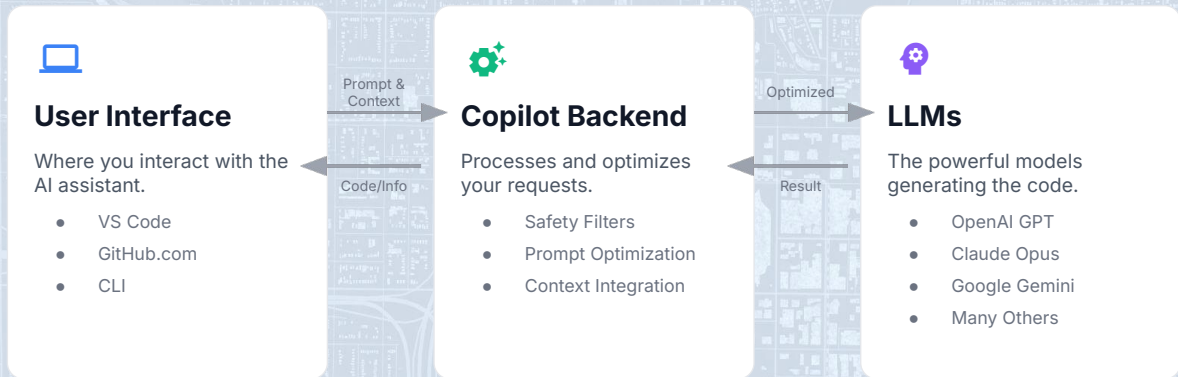 User Interface
Where you interact with the
AI assistant.
● VS Code
● GitHub.com
● CLI
Prompt &
Context
Code/Info
Copilot Backend
Processes and optimizes
your requests.
● Safety Filters
● Prompt Optimization
● Context Integration
Optimized
Result
LLMs
The powerful models
generating the code.
● OpenAI GPT
● Claude Opus
● Google Gemini
● Many Others